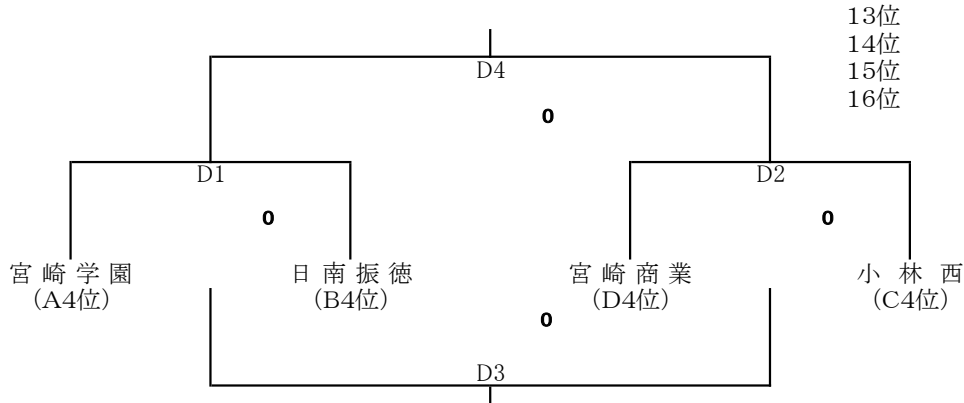 13位
14位
15位
16位
D4
0
D1
D2
0
0
宮崎学園
日南振徳
宮崎商業
小林西
(A4位)
(B4位)
(D4位)
(C4位)
0
D3